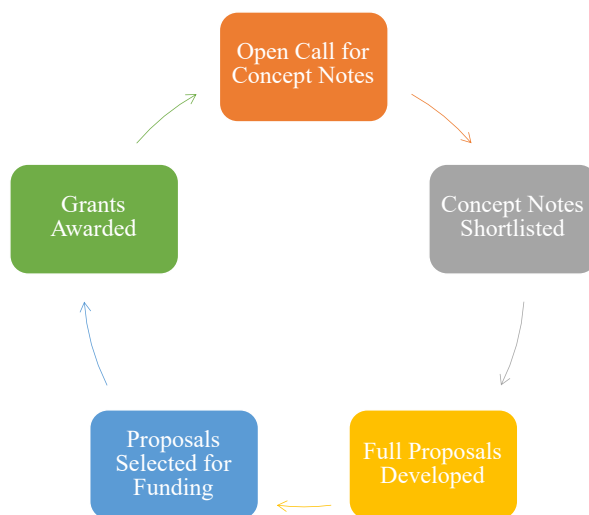 Open Call for
Concept Notes
Concept Notes
Shortlisted
Full Proposals
Developed
Proposals
Selected for
Funding
Grants
Awarded